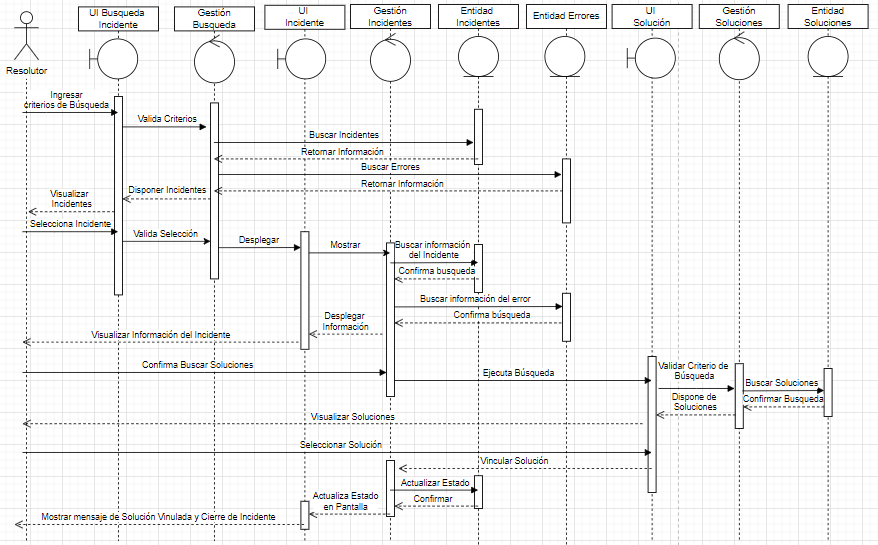 UI Busqueda
Incidente
Gestión
Busqueda
UI
Incidente
Gestión
Incidentes
Entidad
Incidentes
Entidad Errores
UI
Solución
Gestión
Soluciones
Entidad
Soluciones
Resolutor
Ingresar
criterios de Búsqueda
Valida Criterios
Buscar Incidentes
Retornar Información
Buscar Errores
Retornar Información
Disponer Incidentes
Visualizar
Incidentes
Selecciona Incidente
Valida Selección
Desplegar
Mostrar
Buscar información
del Incidente
Confirma busqueda
Buscar información del error
Confirma búsqueda
Desplegar
Información
Visualizar Información del Incidente
Confirma Buscar Soluciones
Ejecuta Búsqueda
Validar Criterio de
Búsqueda
Buscar Soluciones
Confirmar Busqueda
Dispone de
Soluciones
Visualizar Soluciones
Seleccionar Solución
Vincular Solución
Actualizar Estado
Confirmar
Actualiza Estado
en Pantalla
Mostrar mensaje de Solución Vinulada y Cierre de Incidente